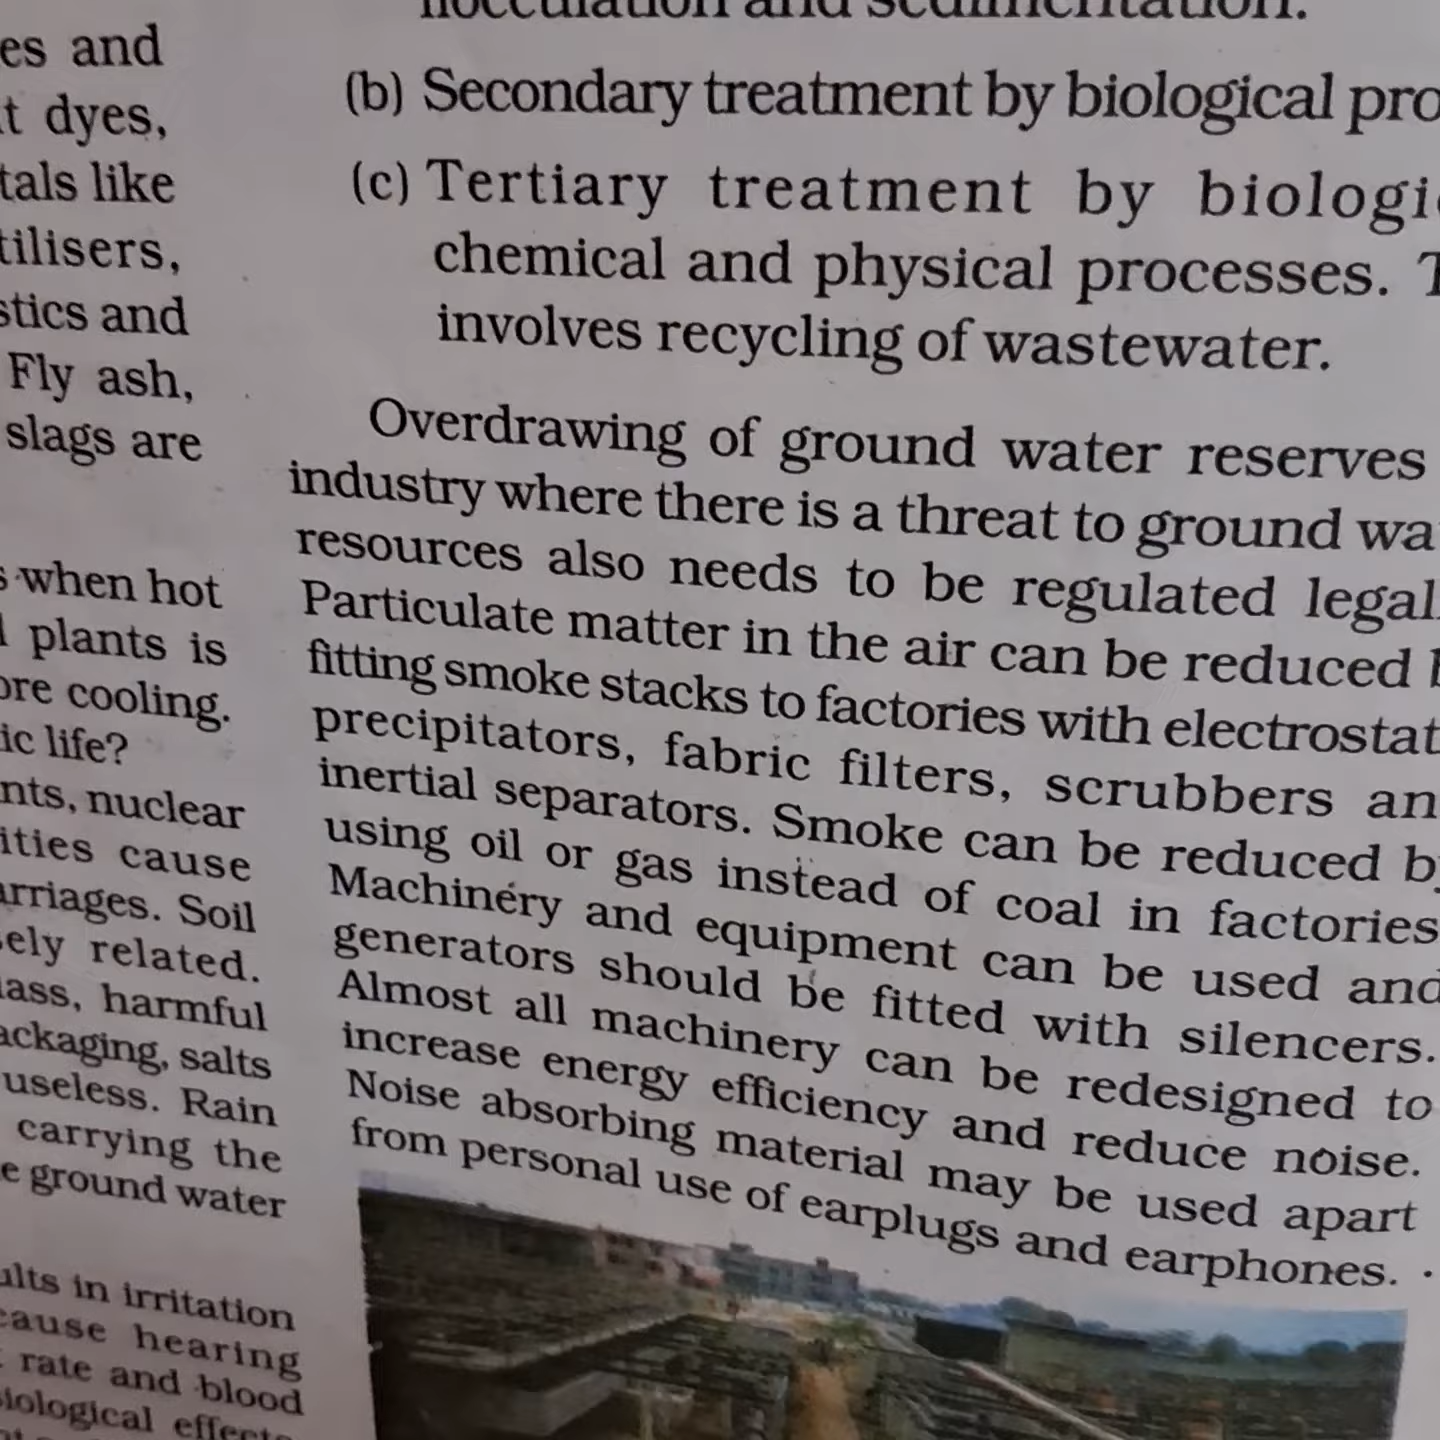 es and
t dyes,
tals like
tilisers,
stics and
Fly ash,
slags are
when hot
plants is
ore cooling.
ic life?
nts, nuclear
ities cause
arriages. Soil
ely related.
ass, harmful
ackaging, salts
useless. Rain
carrying the
e ground water
ults in irritation
cause hearing
rate and blood
iological effects
flocculation and sedimentation.
(b) Secondary treatment by biological pro
(c) Tertiary treatment by biologi
chemical and physical processes. T
involves recycling of wastewater.
Overdrawing of ground water reserves
industry where there is a threat to ground wa
resources also needs to be regulated legal
Particulate matter in the air can be reduced b
fitting smoke stacks to factories with electrostat
precipitators, fabric filters, scrubbers an
inertial separators. Smoke can be reduced by
using oil or gas instead of coal in factories
Machinery and equipment can be used and
generators should be fitted with silencers.
Almost all machinery can be redesigned to
increase energy efficiency and reduce noise.
Noise absorbing material may be used apart
from personal use of earplugs and earphones.